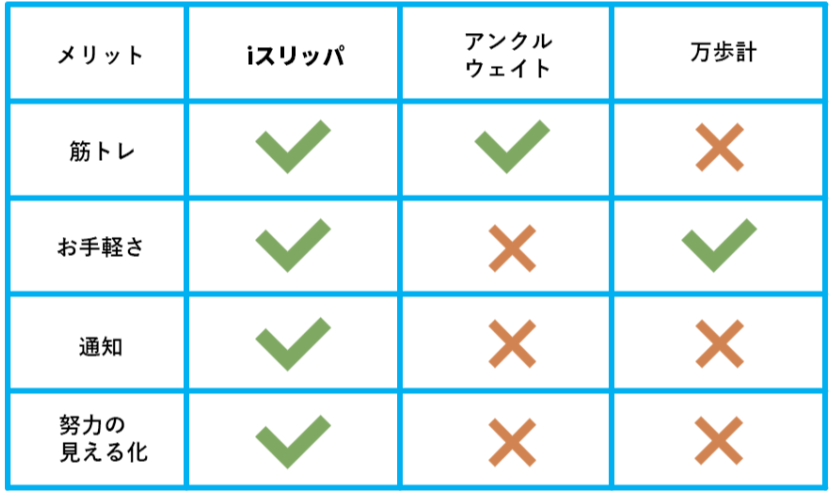 メリット
iスリッパ
アンクル
ウェイト
万歩計
筋トレ
お手軽さ
通知
努力の
見える化